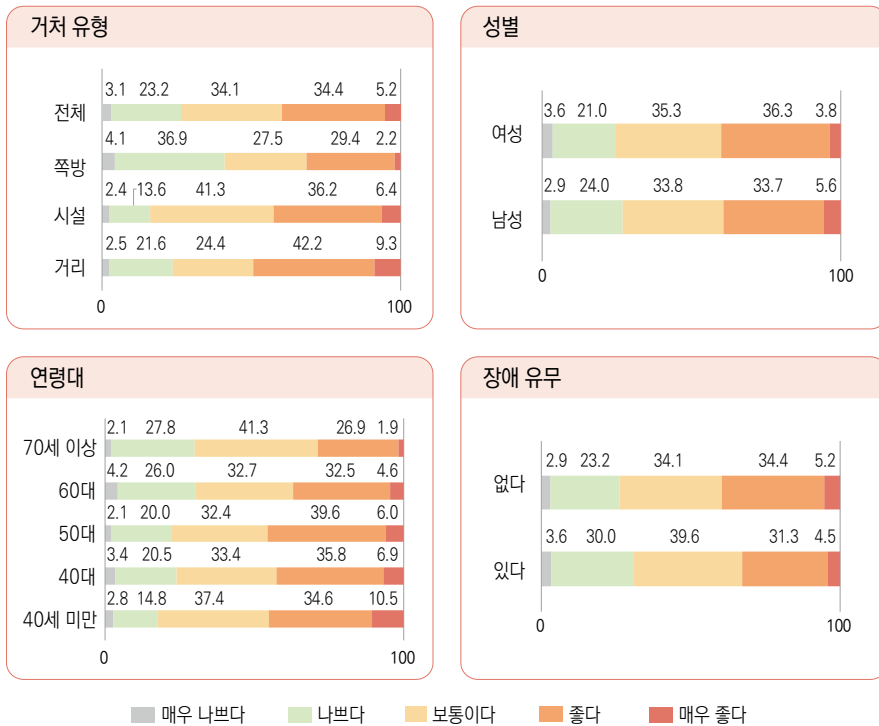 거처 유형
3.1 23.2 34.1 34.4 5.2
전체
4.1 36.9 27.5 29.4 2.2
쪽방
2.4 13.6 41.3 36.2 6.4
시설
2.5 21.6 24.4 42.2 9.3
거리
0 100
성별
3.6 21.0 35.3 36.3 3.8
여성
2.9 24.0 33.8 33.7 5.6
남성
0 100
연령대
2.1 27.8 41.3 26.9 1.9
70세 이상
4.2 26.0 32.7 32.5 4.6
60대
2.1 20.0 32.4 39.6 6.0
50대
3.4 20.5 33.4 35.8 6.9
40대
2.8 14.8 37.4 34.6 10.5
40세 미만
0 100
장애 유무
2.9 23.2 34.1 34.4 5.2
없다
3.6 30.0 39.6 31.3 4.5
있다
0 100
매우 나쁘다 나쁘다 보통이다 좋다 매우 좋다